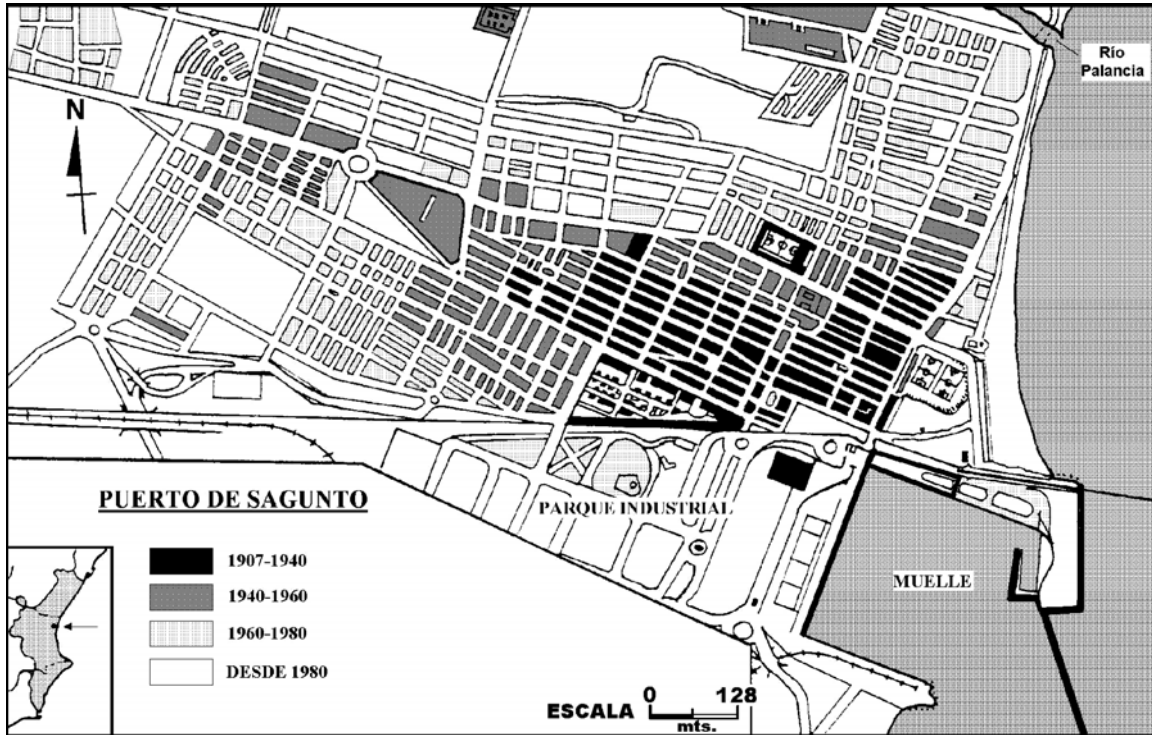 Río
Palancia
N
PUERTO DE SAGUNTO
PARQUE INDUSTRIAL
1907-1940
MUELLE
1940-1960
1960-1980
DESDE 1980
ESCALA 0 128
mts.